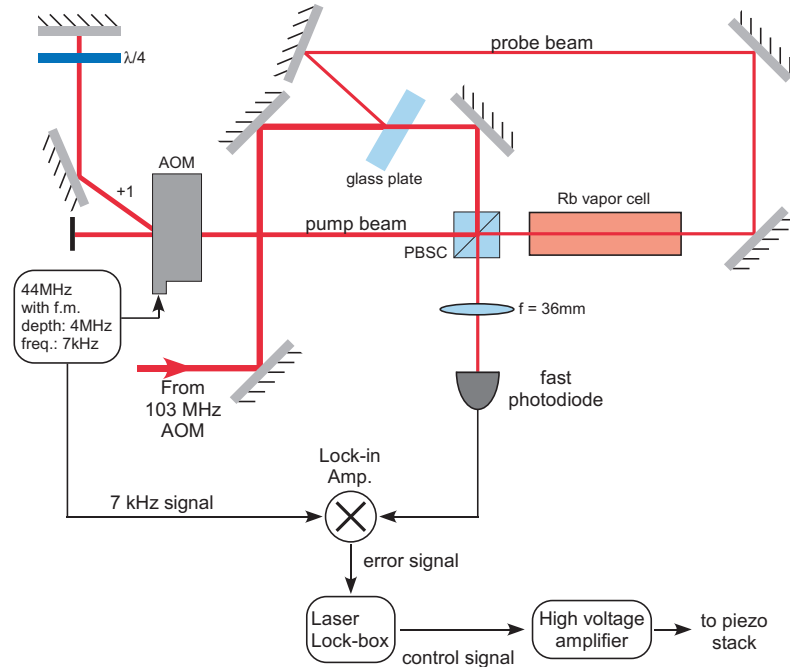 probe beam
λ/4
AOM
glass plate
+1
Rb vapor cell
pump beam
PBSC
44MHz
with f.m.
depth: 4MHz
freq.: 7kHz
f = 36mm
From
103 MHz
AOM
fast
photodiode
Lock-in
Amp.
7 kHz signal
error signal
Laser
Lock-box
control signal
High voltage
amplifier
to piezo
stack